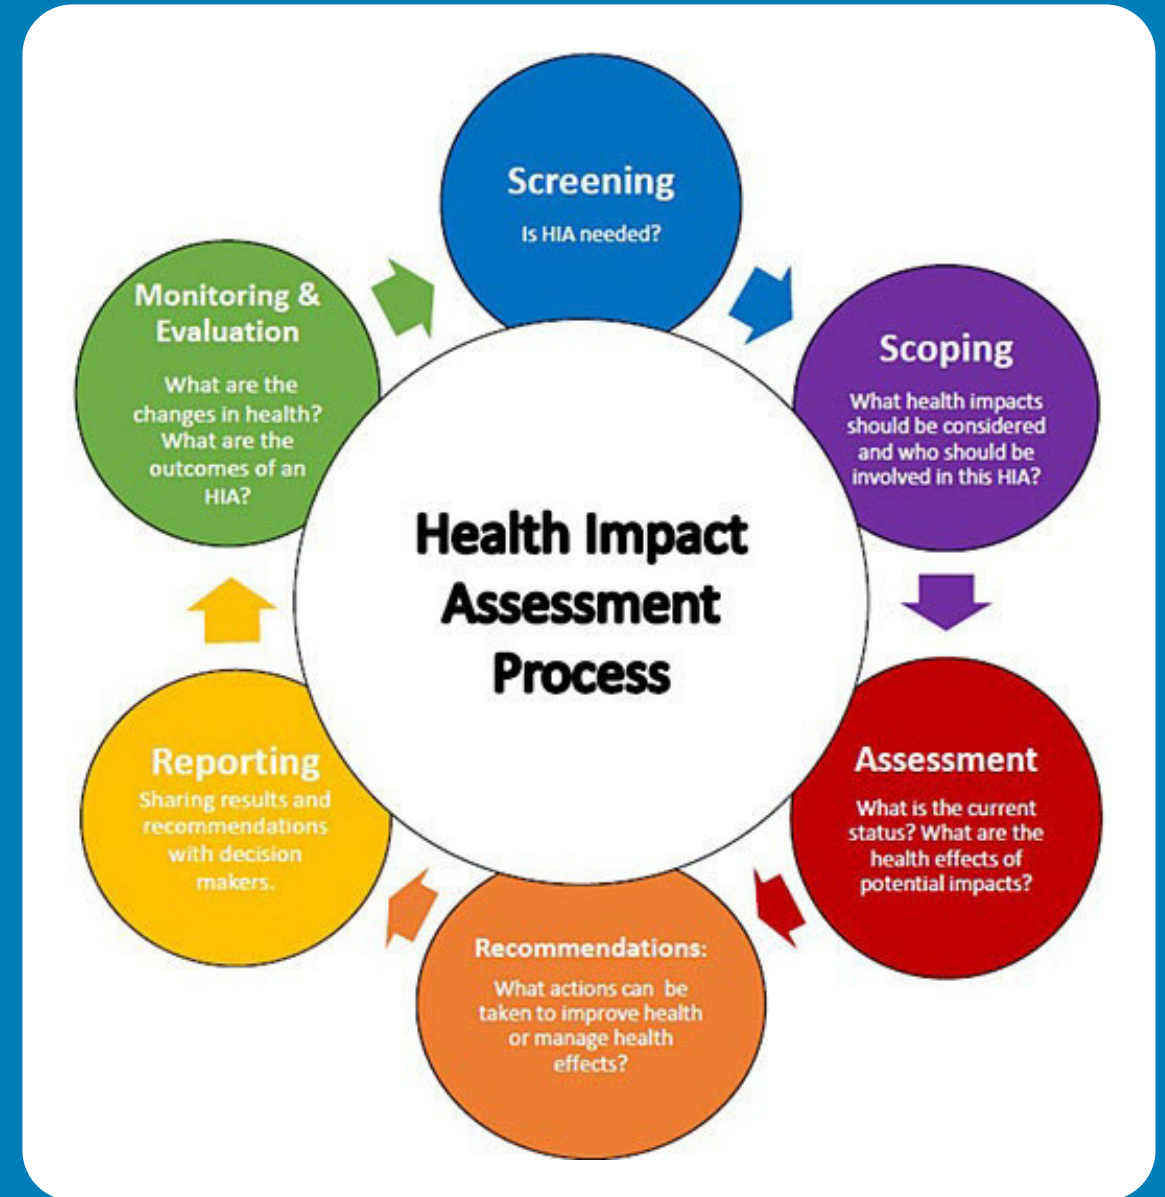 Screening
Is HIA needed?
Scoping
What health impacts
should be considered
and who should be
involved in this HIA?
Assessment
What is the current
status? What are the
health effects of
potential impacts?
Recommendations:
What actions can be
taken to improve health
or manage health
effects?
Reporting
Sharing results and
recommendations
with decision
makers.
Monitoring &
Evaluation
What are the
changes in health?
What are the
outcomes of an
HIA?
Health Impact
Assessment
Process